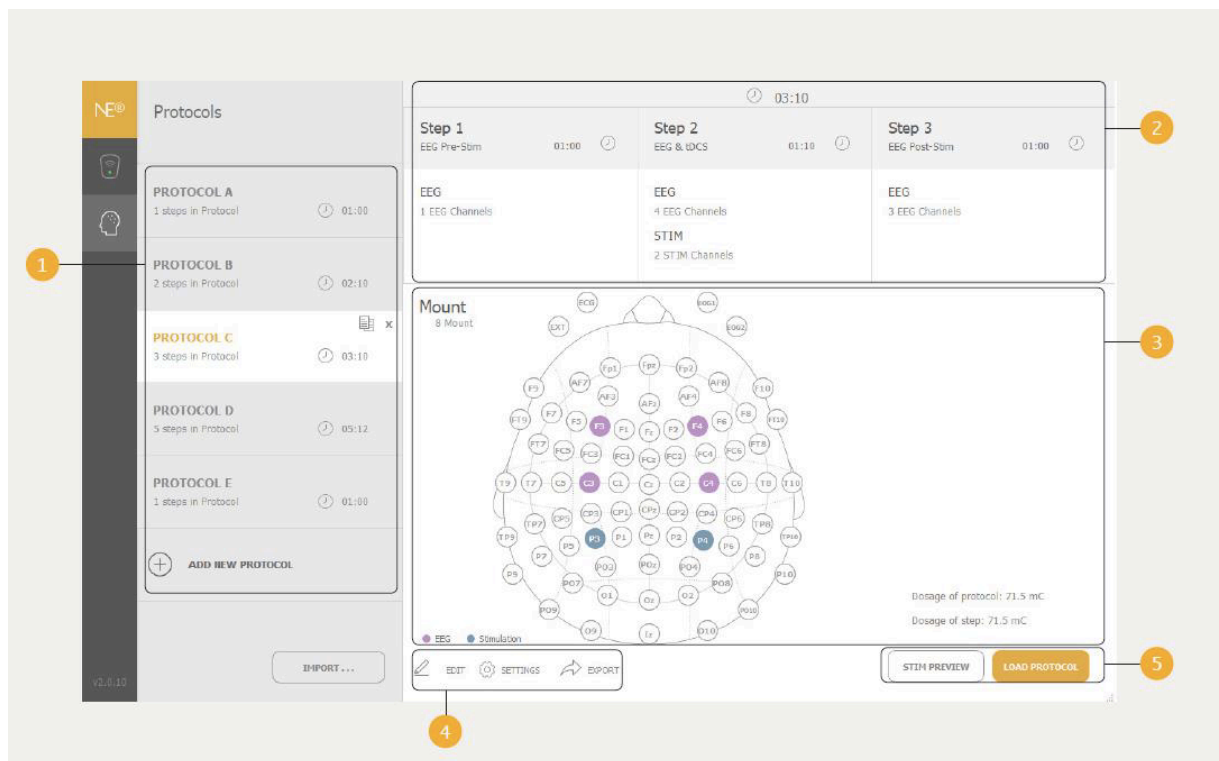 NE®
Protocols
PROTOCOL A
1 steps in Protocol 01:00
PROTOCOL B
2 steps in Protocol 02:10
x
PROTOCOL C
3 steps in Protocol 03:10
PROTOCOL D
5 steps in Protocol 05:12
PROTOCOL E
1 steps in Protocol 01:00
ADD NEW PROTOCOL
IMPORT...
v2.0.10
1
03:10
Step 1
EEG Pre-Stim 01:00
Step 2
EEG & tDCS 01:10
Step 3
EEG Post-Stim 01:00
EEG
1 EEG Channels
EEG
4 EEG Channels
STIM
2 STIM Channels
EEG
3 EEG Channels
2
Mount
8 Mount
ECG EOG1
EXT EOG2
Fp1 Fpz Fp2
F9 AF7 AF8 F10
AF3 AFz AF4
FT9 F7 F5 F3 F1 Fz F2 F4 F6 F8 FT10
FT7 FC5 FC3 FC1 FCz FC2 FC4 FC6 FT8
T9 T7 C5 C3 C1 Cz C2 C4 C6 T8 T10
TP7 CP5 CP3 CP1 CPz CP2 CP4 CP6 TP8
TP9 P5 P3 P1 Pz P2 P4 P6 TP10
P9 P7 PO3 POz PO4 P8 P10
PO7 PO8
PO9 O1 Oz O2 PO10
O9 Iz O10
EEG Stimulation
Dosage of protocol: 71.5 mC
Dosage of step: 71.5 mC
3
EDIT SETTINGS EXPORT
4
STIM PREVIEW LOAD PROTOCOL
5